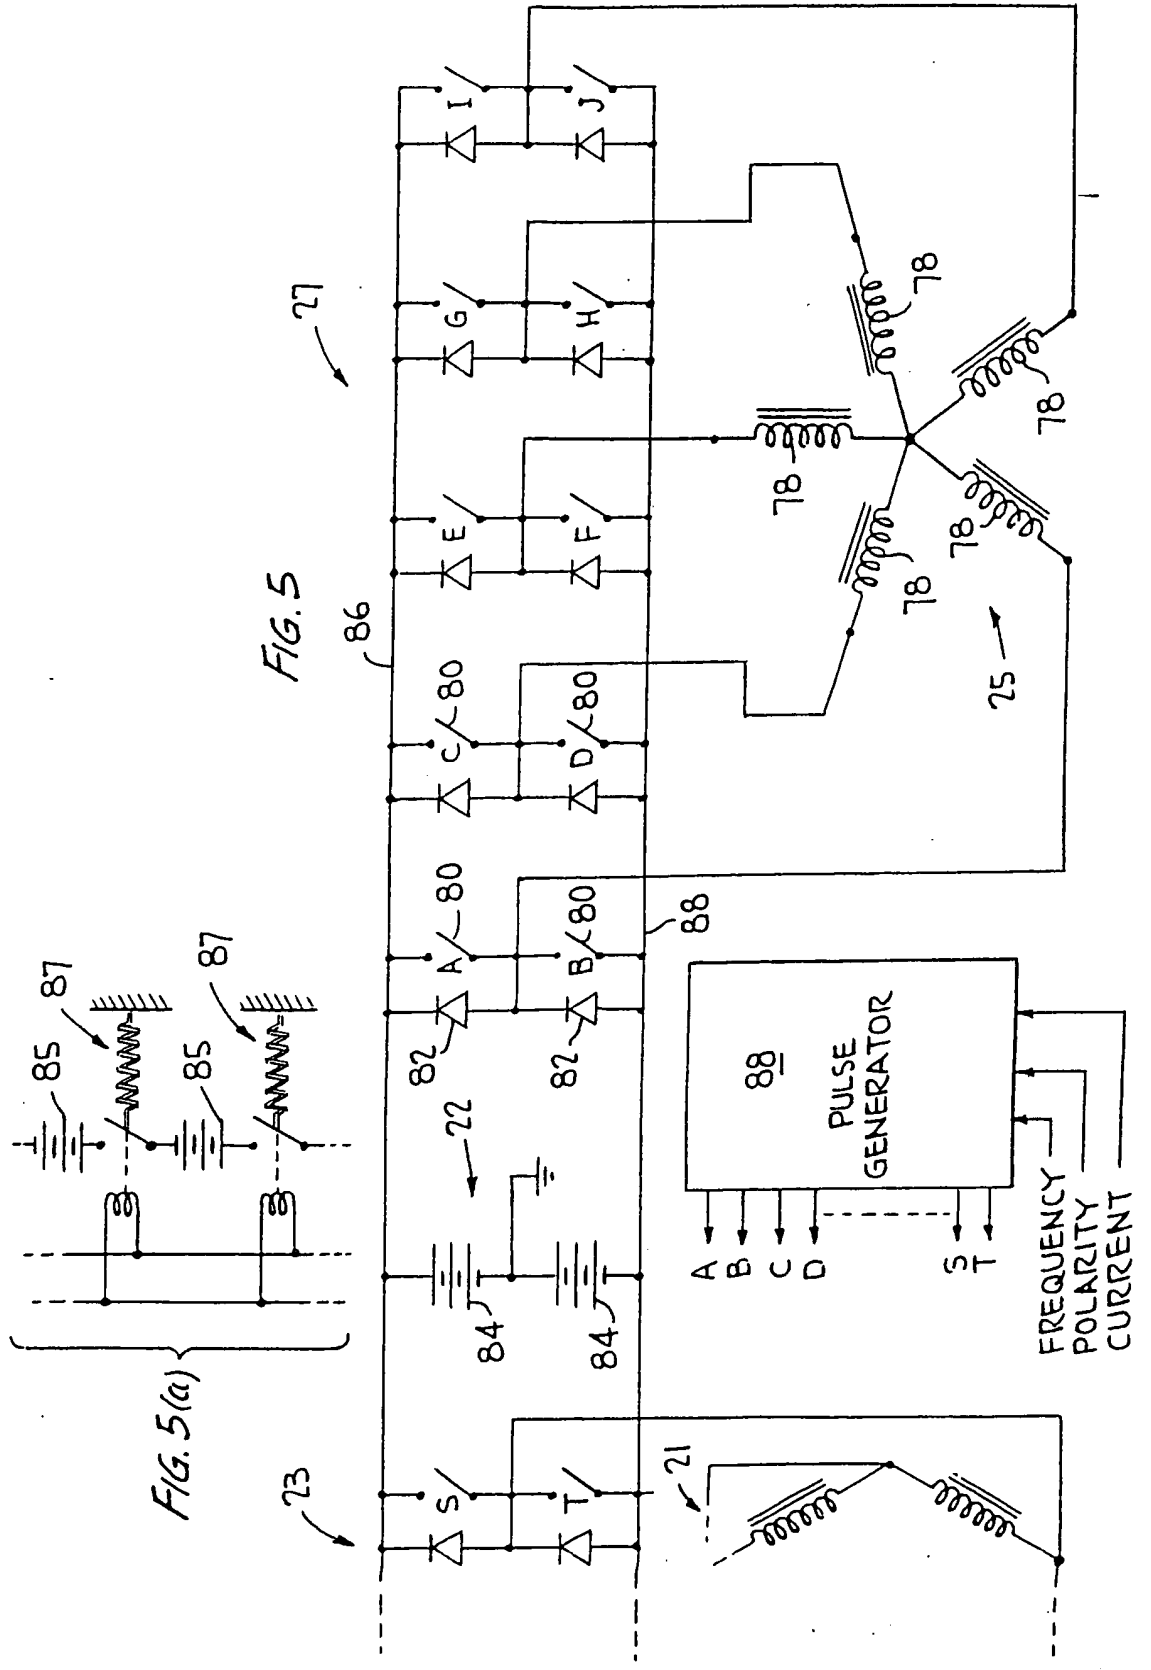 FIG. 5
27
I
J
G
H
E
F
86
C
80
D
80
A
80
B
80
82
82
88
78
78
78
78
78
25
FIG. 5(a)
85
87
85
87
22
84
84
23
S
T
21
88
PULSE
GENERATOR
A
B
C
D
S
T
FREQUENCY
POLARITY
CURRENT